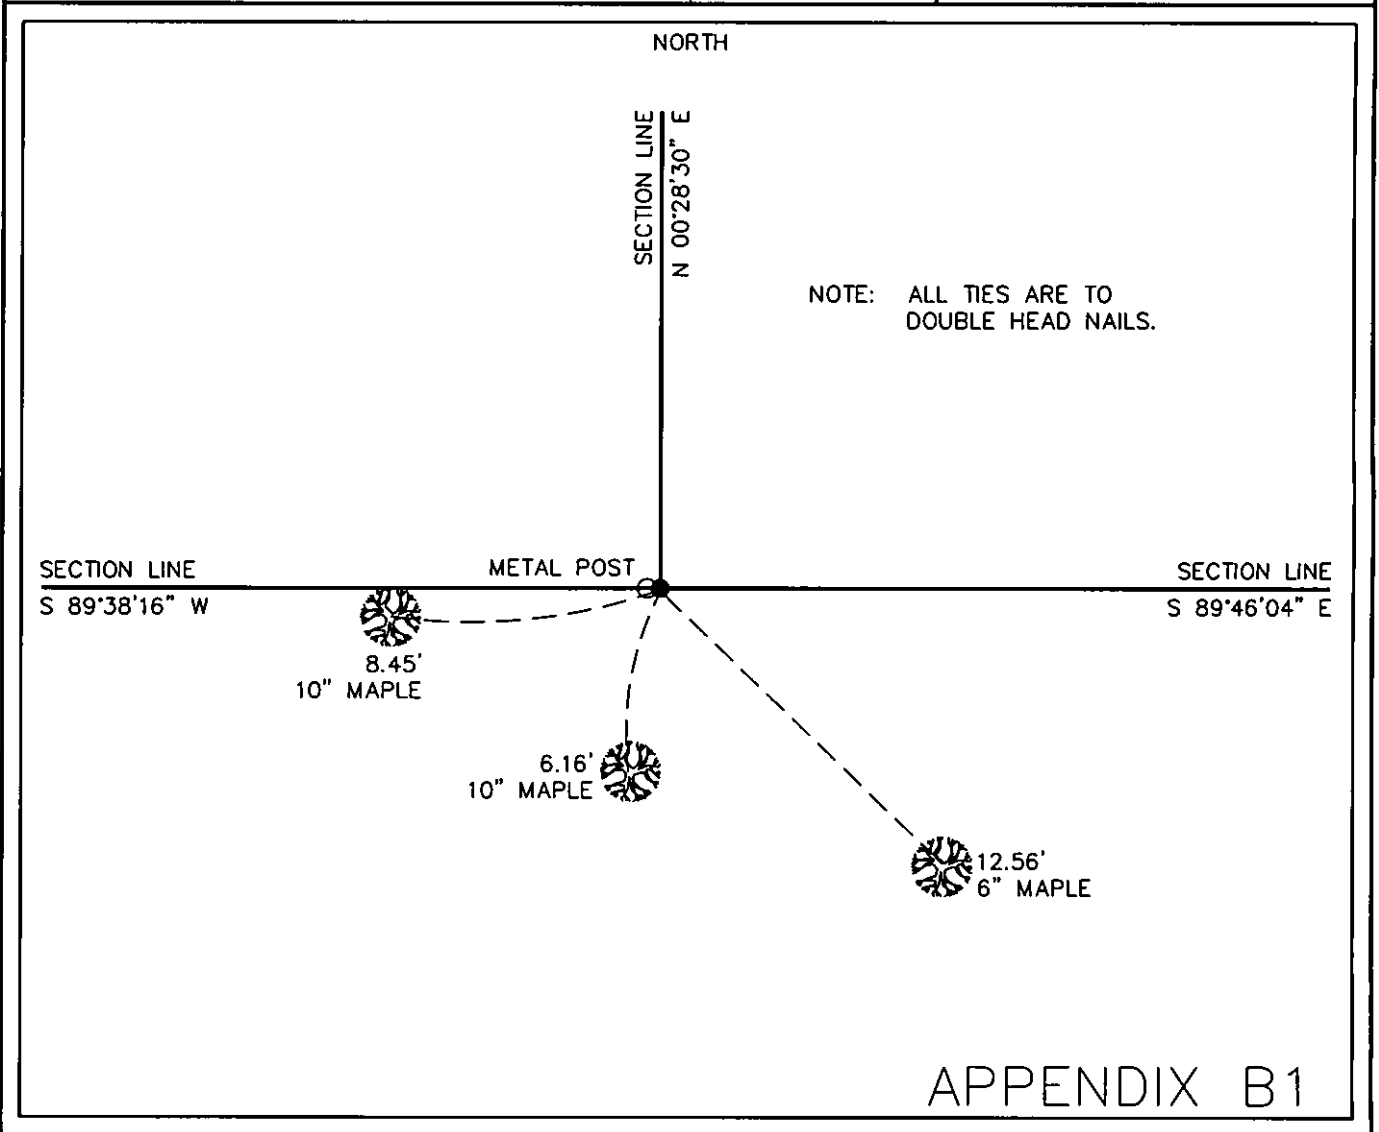 NORTH
SECTION LINE
N 00°28'30" E
NOTE: ALL TIES ARE TO
DOUBLE HEAD NAILS.
SECTION LINE
S 89°38'16" W
METAL POST
SECTION LINE
S 89°46'04" E
8.45'
10" MAPLE
6.16'
10" MAPLE
12.56'
6" MAPLE
APPENDIX B1